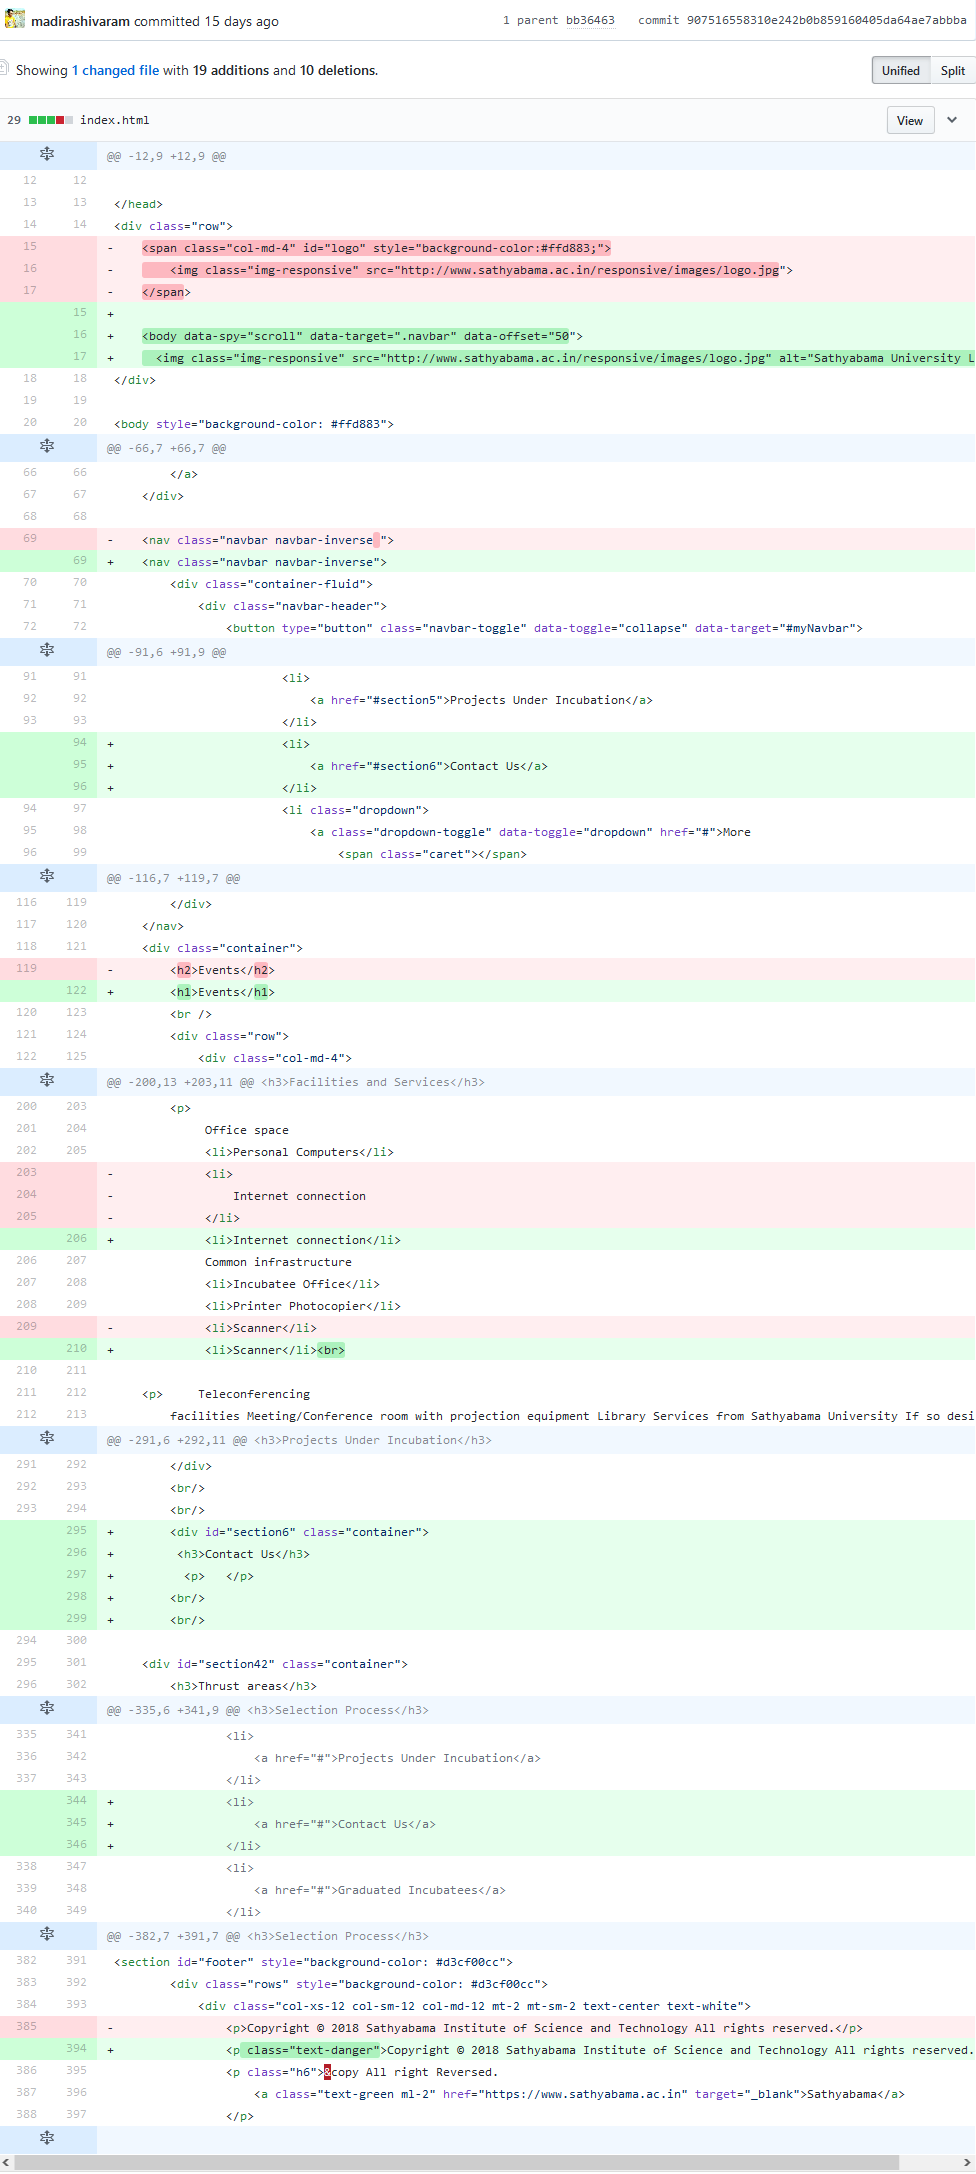 madirashivaram committed 15 days ago 1 parent bb36463 commit 907516558310e242b0b859160405da64ae7abbba
Showing 1 changed file with 19 additions and 10 deletions. Unified Split
29 index.html View
@@ -12,9 +12,9 @@
12 12
13 13 </head>
14 14 <div class="row">
15 - <span class="col-md-4" id="logo" style="background-color:#ffd883;">
16 - <img class="img-responsive" src="http://www.sathyabama.ac.in/responsive/images/logo.jpg">
17 - </span>
15 +
16 + <body data-spy="scroll" data-target=".navbar" data-offset="50">
17 + <img class="img-responsive" src="http://www.sathyabama.ac.in/responsive/images/logo.jpg" alt="Sathyabama University L
18 18 </div>
19 19
20 20 <body style="background-color: #ffd883">
@@ -66,7 +66,7 @@
66 66 </a>
67 67 </div>
68 68
69 - <nav class="navbar navbar-inverse ">
69 + <nav class="navbar navbar-inverse">
70 70 <div class="container-fluid">
71 71 <div class="navbar-header">
72 72 <button type="button" class="navbar-toggle" data-toggle="collapse" data-target="#myNavbar">
@@ -91,6 +91,9 @@
91 91 <li>
92 92 <a href="#section5">Projects Under Incubation</a>
93 93 </li>
94 + <li>
95 + <a href="#section6">Contact Us</a>
96 + </li>
94 97 <li class="dropdown">
95 98 <a class="dropdown-toggle" data-toggle="dropdown" href="#">More
96 99 <span class="caret"></span>
@@ -116,7 +119,7 @@
116 119 </div>
117 120 </nav>
118 121 <div class="container">
119 - <h2>Events</h2>
122 + <h1>Events</h1>
120 123 <br />
121 124 <div class="row">
122 125 <div class="col-md-4">
@@ -200,13 +203,11 @@ <h3>Facilities and Services</h3>
200 203 <p>
201 204 Office space
202 205 <li>Personal Computers</li>
203 - <li>
204 - Internet connection
205 - </li>
206 + <li>Internet connection</li>
206 207 Common infrastructure
207 208 <li>Incubatee Office</li>
208 209 <li>Printer Photocopier</li>
209 - <li>Scanner</li>
210 + <li>Scanner</li><br>
210 211
211 212 <p> Teleconferencing
212 213 facilities Meeting/Conference room with projection equipment Library Services from Sathyabama University If so desi
@@ -291,6 +292,11 @@ <h3>Projects Under Incubation</h3>
291 292 </div>
292 293 <br/>
293 294 <br/>
295 + <div id="section6" class="container">
296 + <h3>Contact Us</h3>
297 + <p> </p>
298 + <br/>
299 + <br/>
294 300
295 301 <div id="section42" class="container">
296 302 <h3>Thrust areas</h3>
@@ -335,6 +341,9 @@ <h3>Selection Process</h3>
335 341 <li>
336 342 <a href="#">Projects Under Incubation</a>
337 343 </li>
344 + <li>
345 + <a href="#">Contact Us</a>
346 + </li>
338 347 <li>
339 348 <a href="#">Graduated Incubatees</a>
340 349 </li>
@@ -382,7 +391,7 @@ <h3>Selection Process</h3>
382 391 <section id="footer" style="background-color: #d3cf00cc">
383 392 <div class="rows" style="background-color: #d3cf00cc">
384 393 <div class="col-xs-12 col-sm-12 col-md-12 mt-2 mt-sm-2 text-center text-white">
385 - <p>Copyright © 2018 Sathyabama Institute of Science and Technology All rights reserved.</p>
394 + <p class="text-danger">Copyright © 2018 Sathyabama Institute of Science and Technology All rights reserved.
386 395 <p class="h6">&copy All right Reversed.
387 396 <a class="text-green ml-2" href="https://www.sathyabama.ac.in" target="_blank">Sathyabama</a>
388 397 </p>